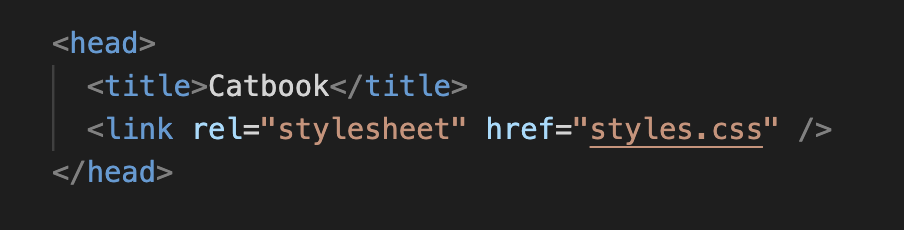 <head>
<title>Catbook</title>
<link rel="stylesheet" href="styles.css" />
</head>